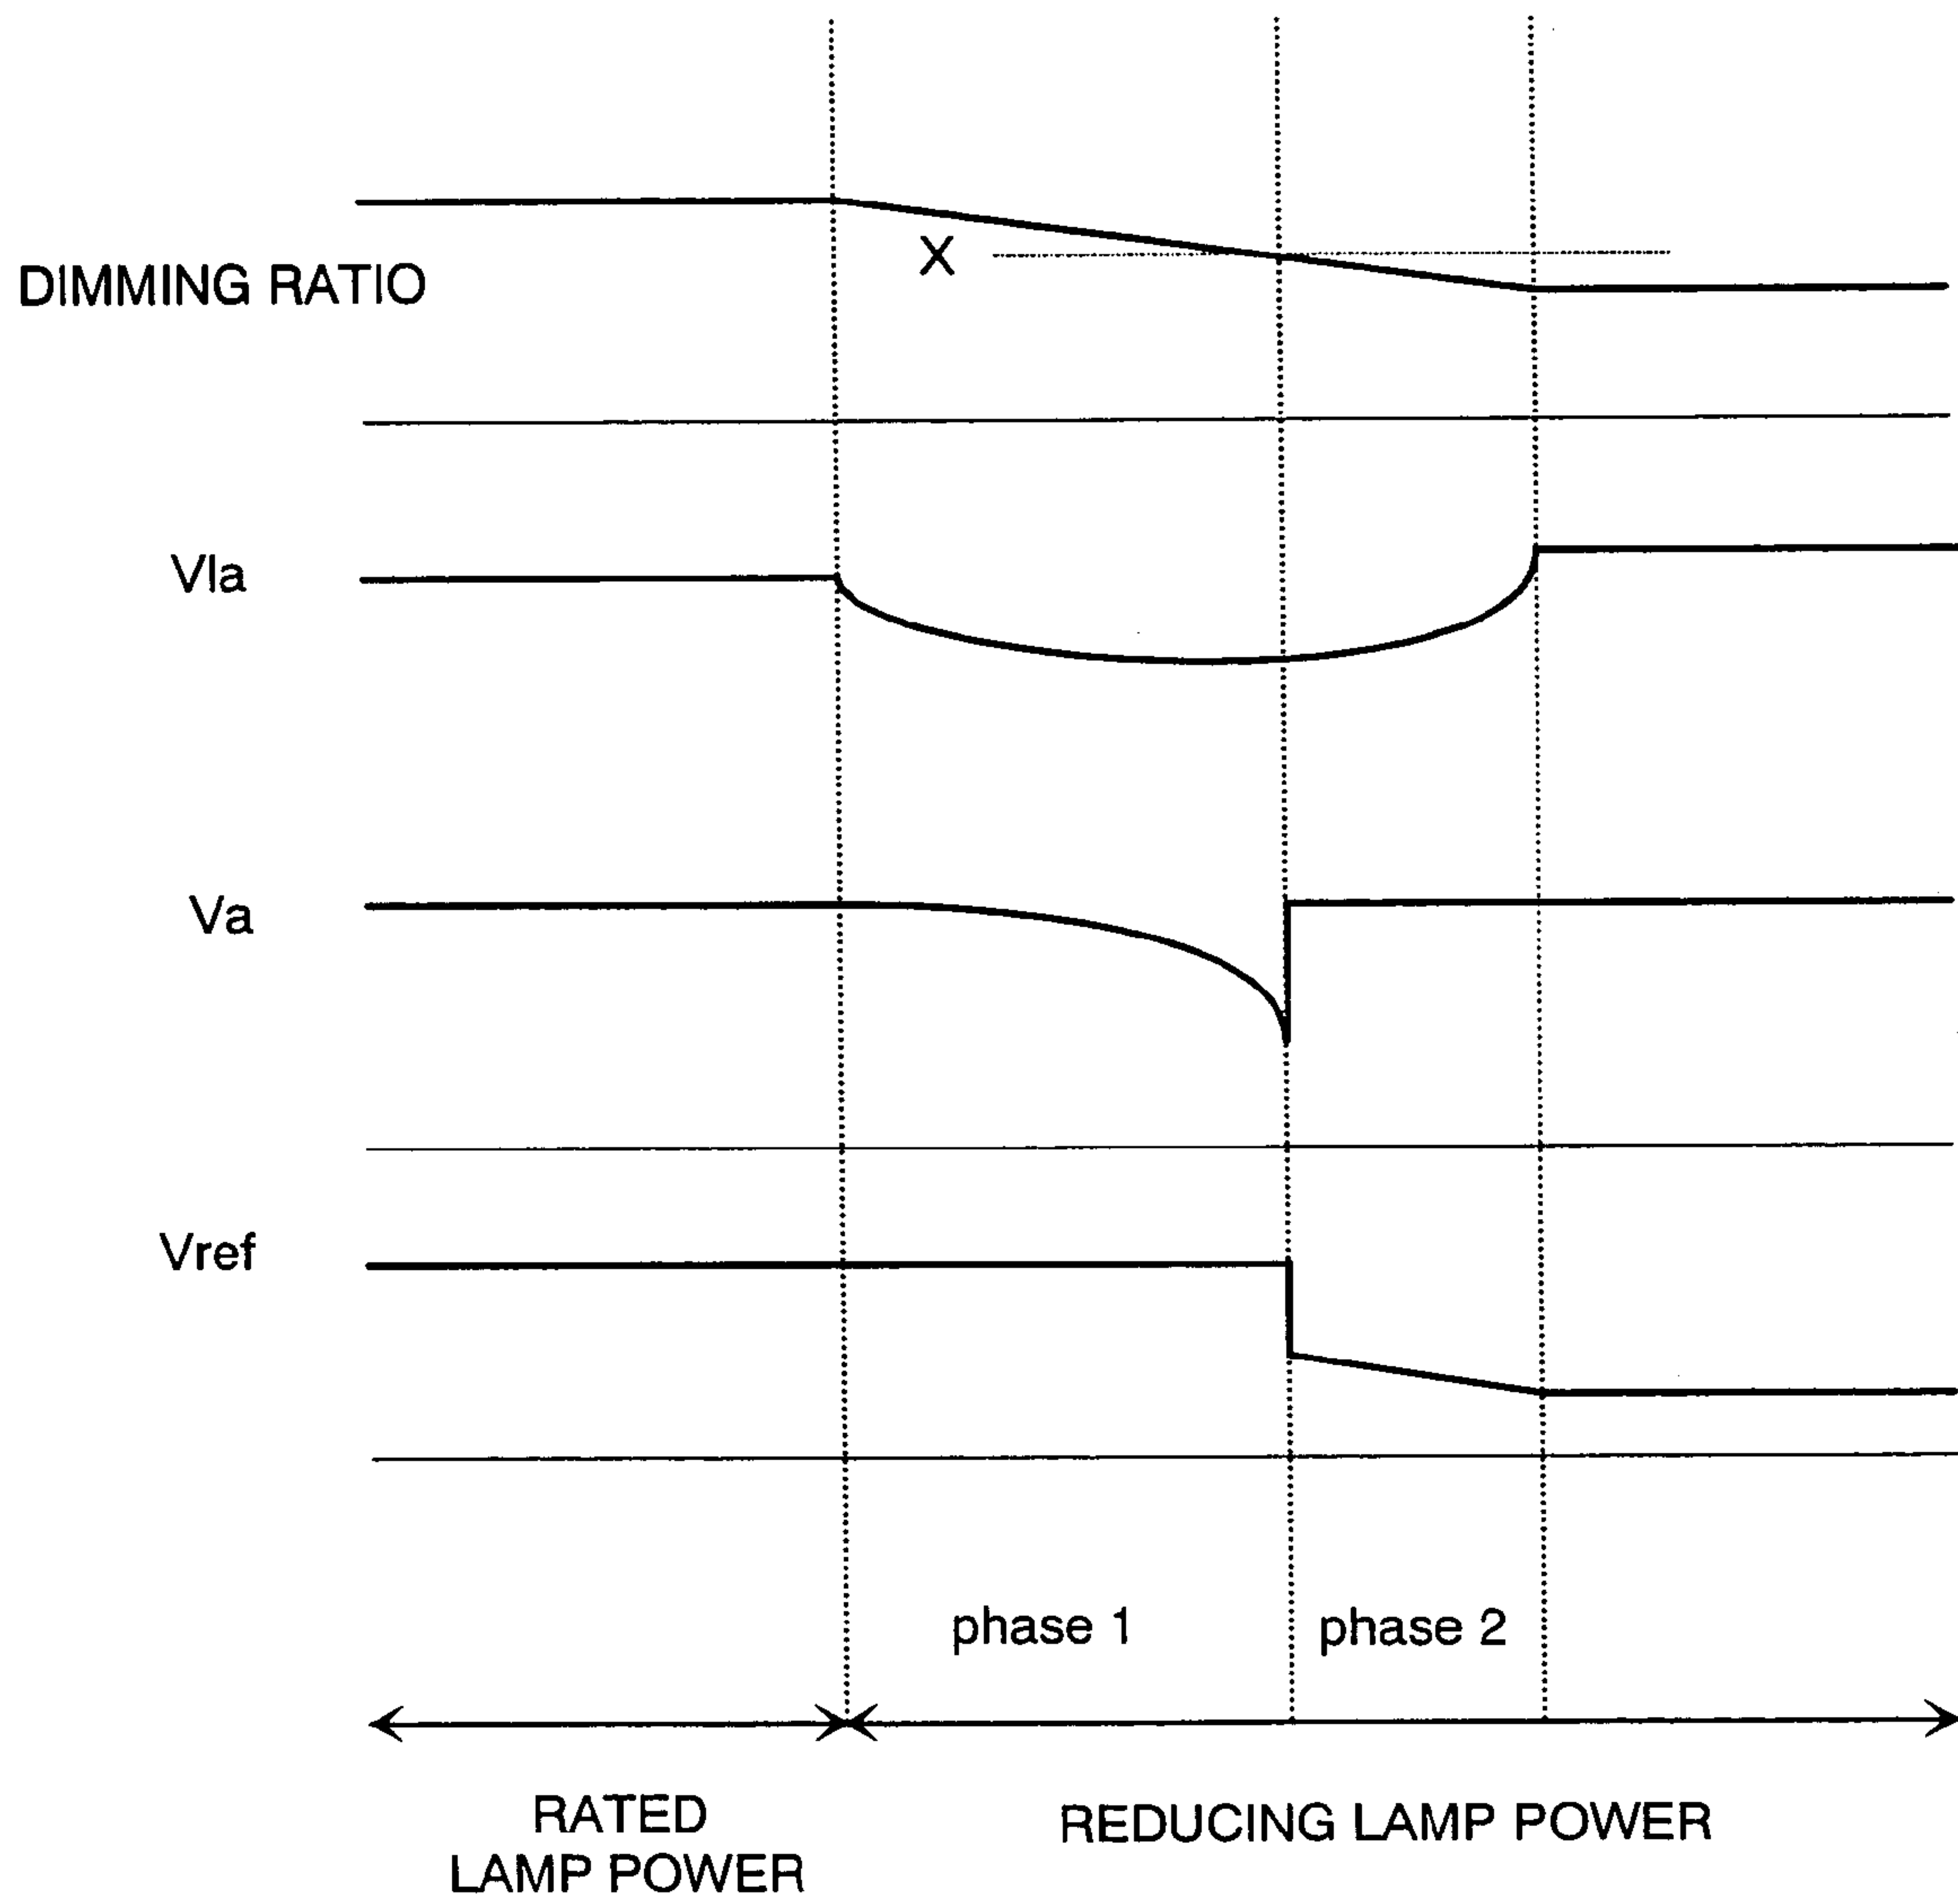 X
DIMMING RATIO
Vla
Va
Vref
phase 1
phase 2
RATED
LAMP POWER
REDUCING LAMP POWER